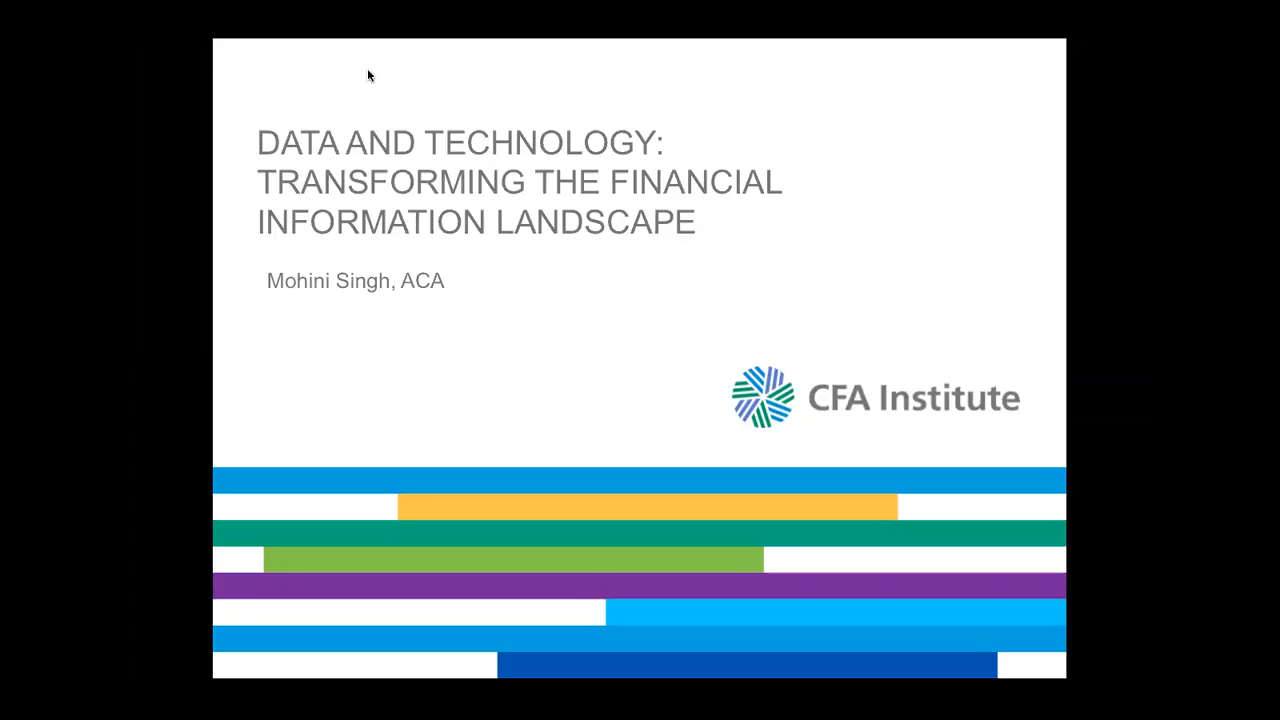 DATA AND TECHNOLOGY:
TRANSFORMING THE FINANCIAL
INFORMATION LANDSCAPE
Mohini Singh, ACA
CFA Institute